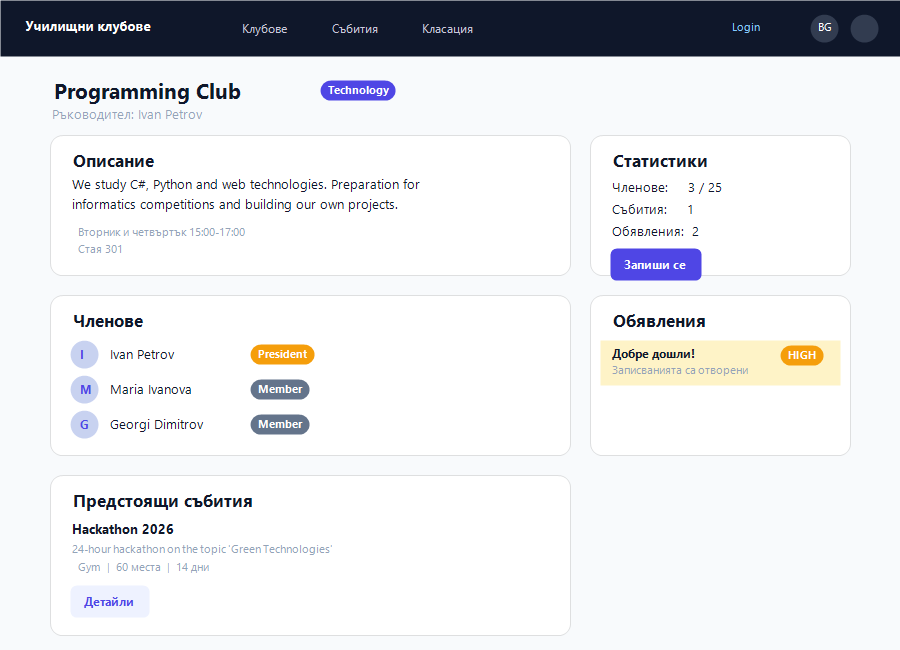 Училищни клубове
Клубове
Събития
Класация
Login
BG
Programming Club
Technology
Ръководител: Ivan Petrov
Описание
We study C#, Python and web technologies. Preparation for
informatics competitions and building our own projects.
Вторник и четвъртък 15:00-17:00
Стая 301
Статистики
Членове: 3 / 25
Събития: 1
Обявления: 2
Запиши се
Членове
I Ivan Petrov President
M Maria Ivanova Member
G Georgi Dimitrov Member
Обявления
Добре дошли! HIGH
Записванията са отворени
Предстоящи събития
Hackathon 2026
24-hour hackathon on the topic 'Green Technologies'
Gym | 60 места | 14 дни
Детайли